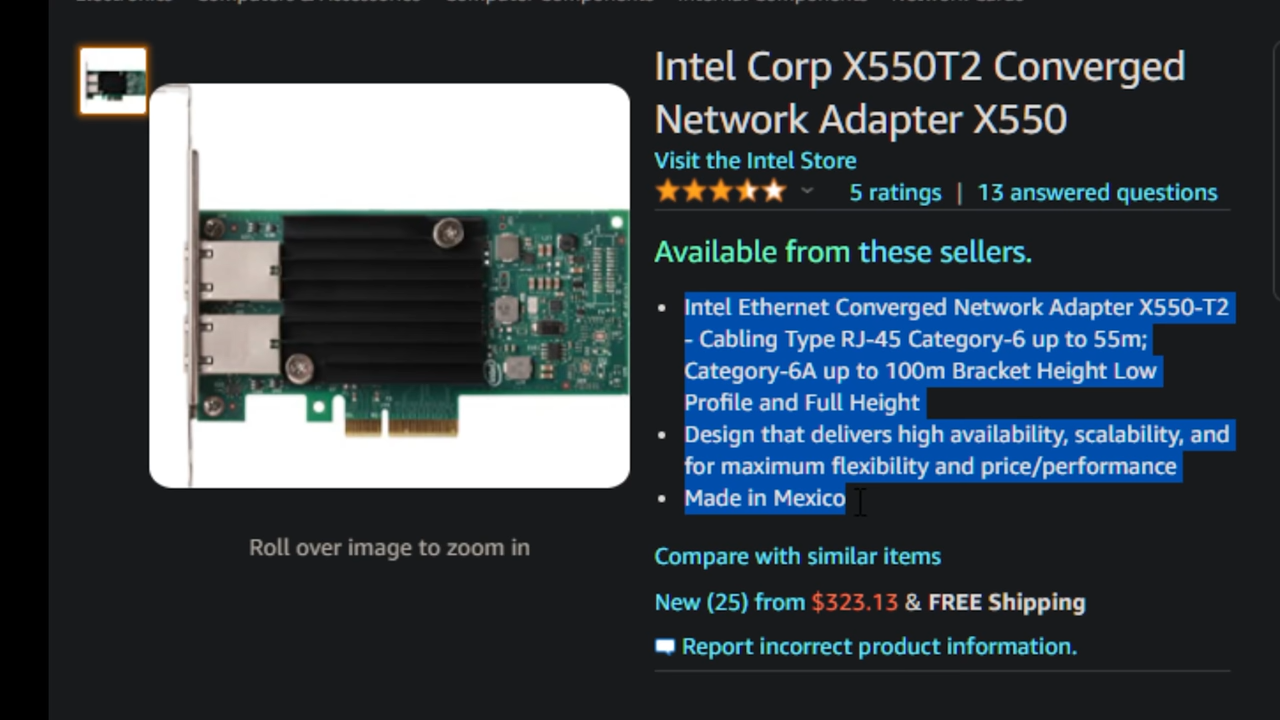 Intel Corp X550T2 Converged
Network Adapter X550
Visit the Intel Store
5 ratings | 13 answered questions
Available from these sellers.
• Intel Ethernet Converged Network Adapter X550-T2
- Cabling Type RJ-45 Category-6 up to 55m;
Category-6A up to 100m Bracket Height Low
Profile and Full Height
• Design that delivers high availability, scalability, and
for maximum flexibility and price/performance
• Made in Mexico
Roll over image to zoom in
Compare with similar items
New (25) from $323.13 & FREE Shipping
Report incorrect product information.